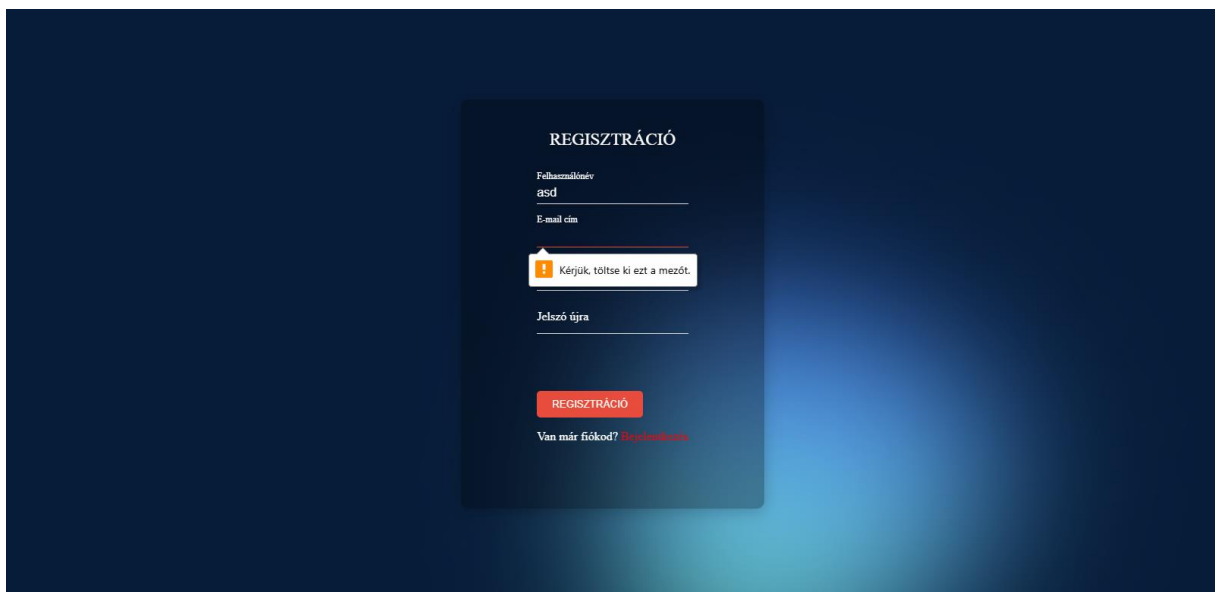 REGISZTRÁCIÓ
Felhasználónév
asd
E-mail cím
Kérjük, töltse ki ezt a mezőt.
Jelszó újra
REGISZTRÁCIÓ
Van már fiókod?